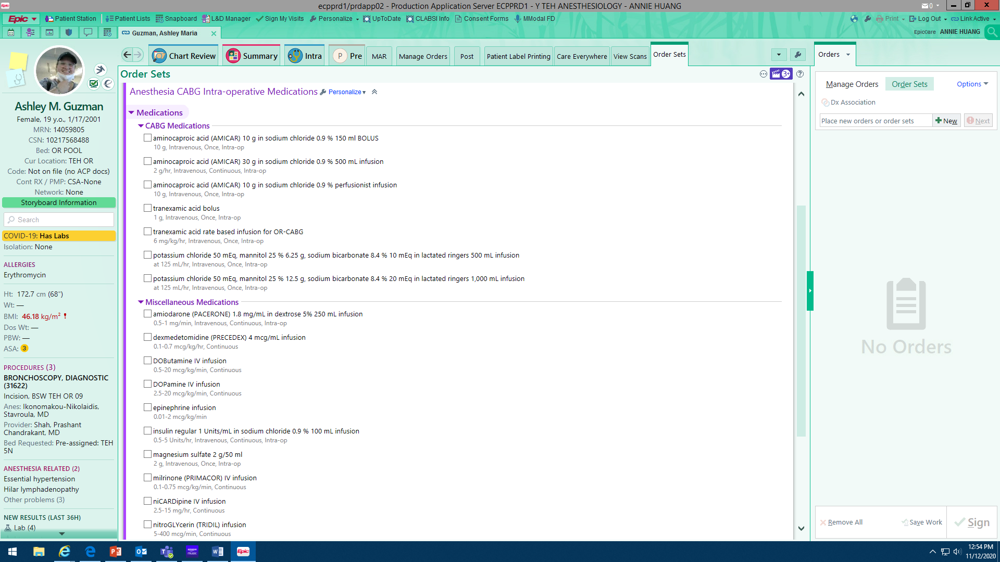 ecpprd1/prdapp02 - Production Application Server ECPPRD1 - Y TEH ANESTHESIOLOGY - ANNIE HUANG
0
Epic Patient Station Patient Lists Snapboard L&D Manager Sign My Visits Personalize UpToDate CLABSI Info Consent Forms MModal FD Print Log Out Link Active
Guzman, Ashley Maria
EpicCare ANNIE HUANG
Chart Review Summary Intra P Pre MAR Manage Orders Post Patient Label Printing Care Everywhere View Scans Order Sets
Orders
Ashley M. Guzman
Female, 19 y.o., 1/17/2001
MRN: 14059805
CSN: 10217568488
Bed: OR POOL
Cur Location: TEH OR
Code: Not on file (no ACP docs)
Cont RX / PMP: CSA-None
Network: None
Storyboard Information
Search
COVID-19: Has Labs
Isolation: None
ALLERGIES
Erythromycin
Ht: 172.7 cm (68")
Wt: —
BMI: 46.18 kg/m² !
Dos Wt: —
PBW: —
ASA: 3
PROCEDURES (3)
BRONCHOSCOPY, DIAGNOSTIC
(31622)
Incision, BSW TEH OR 09
Anes: Ikonomakou-Nikolaidis,
Stavroula, MD
Provider: Shah, Prashant
Chandrakant, MD
Bed Requested: Pre-assigned: TEH
5N
ANESTHESIA RELATED (2)
Essential hypertension
Hilar lymphadenopathy
Other problems (3)
NEW RESULTS (LAST 36H)
Lab (4)
Order Sets
3+
Anesthesia CABG Intra-operative Medications Personalize
Medications
CABG Medications
aminocaproic acid (AMICAR) 10 g in sodium chloride 0.9 % 150 ml BOLUS
10 g, Intravenous, Once, Intra-op
aminocaproic acid (AMICAR) 30 g in sodium chloride 0.9 % 500 mL infusion
2 g/hr, Intravenous, Continuous, Intra-op
aminocaproic acid (AMICAR) 10 g in sodium chloride 0.9 % perfusionist infusion
10 g, Intravenous, Once, Intra-op
tranexamic acid bolus
1 g, Intravenous, Once, Intra-op
tranexamic acid rate based infusion for OR-CABG
6 mg/kg/hr, Intravenous, Once, Intra-op
potassium chloride 50 mEq, mannitol 25 % 6.25 g, sodium bicarbonate 8.4 % 10 mEq in lactated ringers 500 mL infusion
at 125 mL/hr, Intravenous, Once, Intra-op
potassium chloride 50 mEq, mannitol 25 % 12.5 g, sodium bicarbonate 8.4 % 20 mEq in lactated ringers 1,000 mL infusion
at 125 mL/hr, Intravenous, Once, Intra-op
Miscellaneous Medications
amiodarone (PACERONE) 1.8 mg/mL in dextrose 5% 250 mL infusion
0.5-1 mg/min, Intravenous, Continuous, Intra-op
dexmedetomidine (PRECEDEX) 4 mcg/mL infusion
0.1-0.7 mcg/kg/hr, Continuous
DOButamine IV infusion
0.5-20 mcg/kg/min, Continuous
DOPamine IV infusion
2.5-20 mcg/kg/min, Continuous
epinephrine infusion
0.01-2 mcg/kg/min
insulin regular 1 Units/mL in sodium chloride 0.9 % 100 mL infusion
0.5-5 Units/hr, Intravenous, Continuous, Intra-op
magnesium sulfate 2 g/50 ml
2 g, Intravenous, Once, Intra-op
milrinone (PRIMACOR) IV infusion
0.1-0.75 mcg/kg/min, Continuous
niCARDipine IV infusion
2.5-15 mg/hr, Continuous
nitroGLYcerin (TRIDIL) infusion
5-400 mcg/min, Continuous
Manage Orders Order Sets Options
Dx Association
Place new orders or order sets New Next
No Orders
Remove All Save Work Sign
amazon music
Epic
12:54 PM
11/12/2020